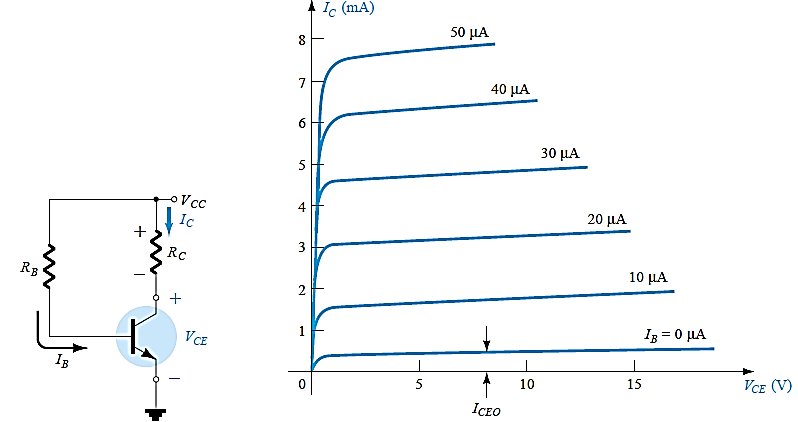 V_CC
I_C
+
R_C
R_B
−
+
V_CE
I_B
−
I_C (mA)
8
7
6
5
4
3
2
1
0
50 μA
40 μA
30 μA
20 μA
10 μA
I_B = 0 μA
5
10
15
V_CE (V)
I_CEO